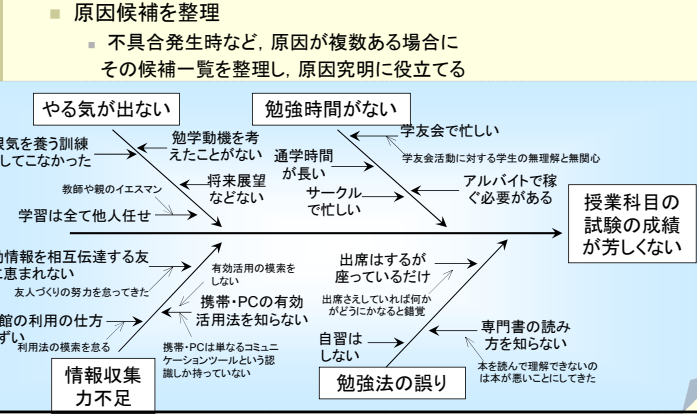 原因候補を整理
不具合発生時など，原因が複数ある場合に
その候補一覧を整理し，原因究明に役立てる
やる気が出ない
勉強時間がない
気を養う訓練
してこなかった
勉学動機を考
えたことがない
学友会で忙しい
学友会活動に対する学生の無理解と無関心
通学時間
が長い
教師や親のイエスマン
将来展望
などない
サークル
で忙しい
アルバイトで稼
ぐ必要がある
学習は全て他人任せ
授業科目の
試験の成績
が芳しくない
情報を相互伝達する友
に恵まれない
友人づくりの努力を怠ってきた
有効活用の模索を
しない
携帯・PCの有効
活用法を知らない
出席はするが
座っているだけ
出席さえしていれば何か
がどうにかなると錯覚
館の利用の仕方
ずい
利用法の模索を怠る
携帯・PCは単なるコミュニ
ケーションツールという認
識しか持っていない
自習は
しない
専門書の読み
方を知らない
本を読んで理解できないの
は本が悪いことにしてきた
情報収集
力不足
勉強法の誤り